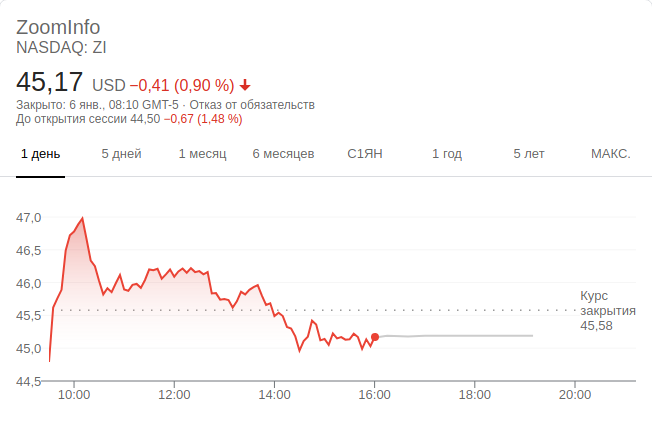 ZoomInfo
NASDAQ: ZI
45,17 USD −0,41 (0,90 %)
Закрыто: 6 янв., 08:10 GMT-5 · Отказ от обязательств
До открытия сессии 44,50 −0,67 (1,48 %)
1 день 5 дней 1 месяц 6 месяцев С1ЯН 1 год 5 лет МАКС.
47,0
46,5
46,0
45,5
45,0
44,5
Курс
закрытия
45,58
10:00 12:00 14:00 16:00 18:00 20:00